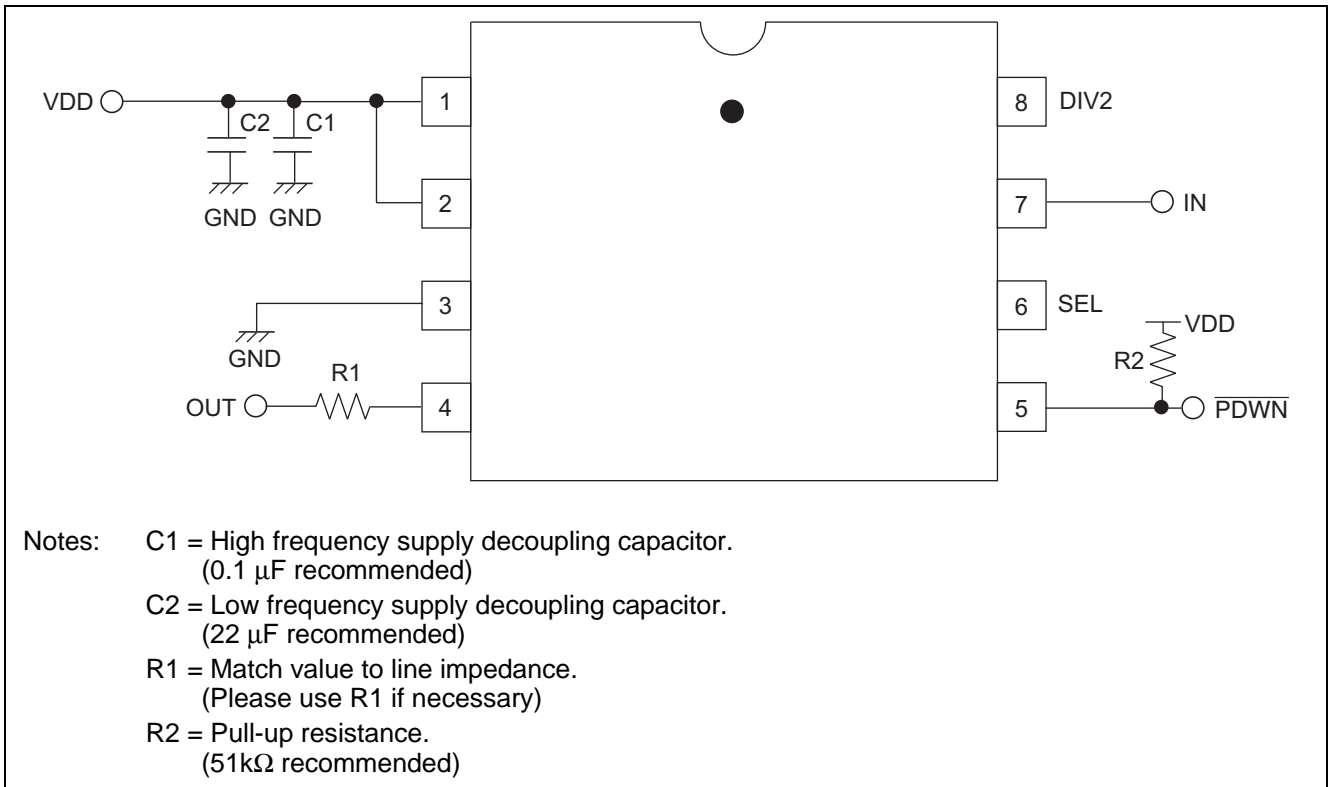 VDD
C2
C1
GND
GND
1
2
3
4
GND
R1
OUT
8
DIV2
7
IN
6
SEL
VDD
R2
5
PDWN
Notes: C1 = High frequency supply decoupling capacitor.
(0.1 μF recommended)
C2 = Low frequency supply decoupling capacitor.
(22 μF recommended)
R1 = Match value to line impedance.
(Please use R1 if necessary)
R2 = Pull-up resistance.
(51kΩ recommended)